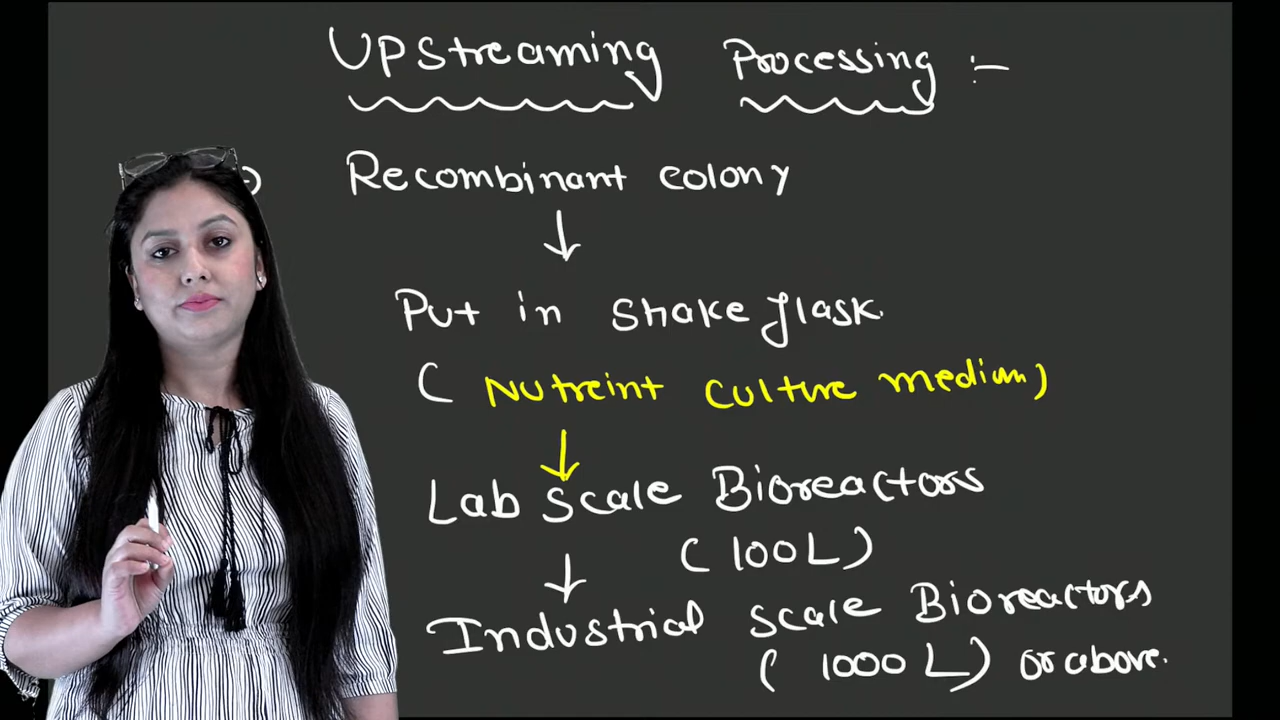 UPStreaming Processing :-
Recombinant colony
↓
Put in shake flask.
( Nutreint culture medium)
↓
Lab scale Bioreactors
(100L)
↓
Industrial scale Bioreactors
( 1000 L) or above.